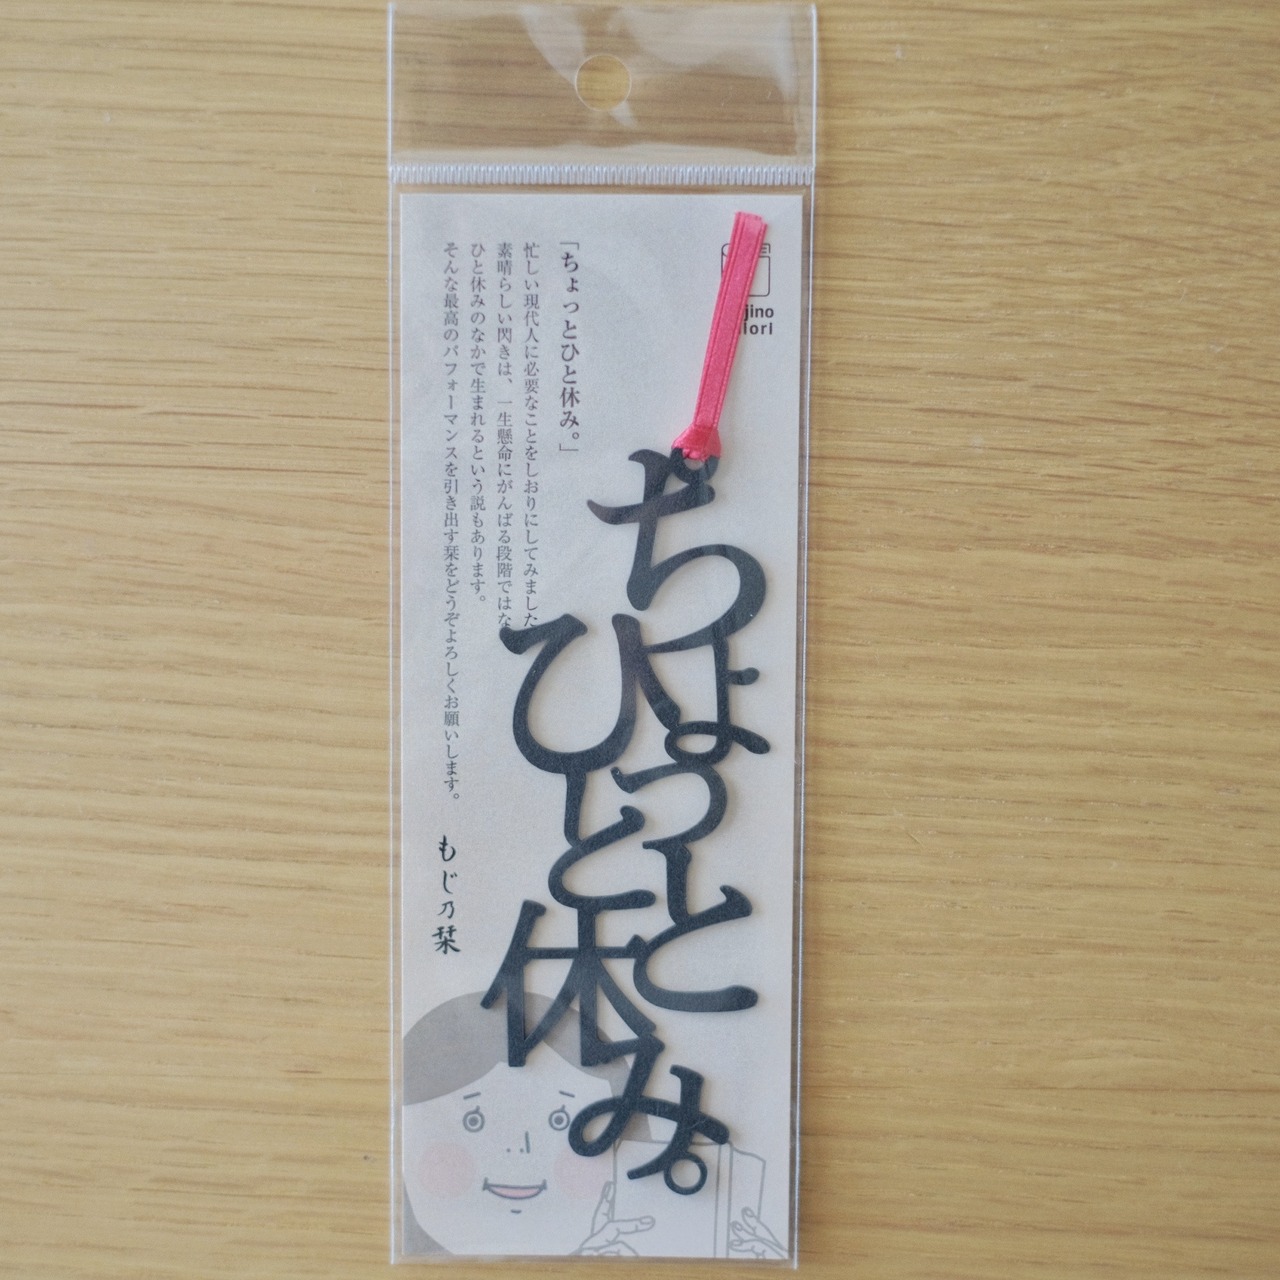 jino
iori
ちょっと
ひと休み。
「ちょっとひと休み。」
忙しい現代人に必要なことをしおりにしてみました
素晴らしい閃きは、一生懸命にがんばる段階ではな
ひと休みのなかで生まれるという説もあります。
そんな最高のパフォーマンスを引き出す栞をどうぞよろしくお願いします。
もじ乃栞